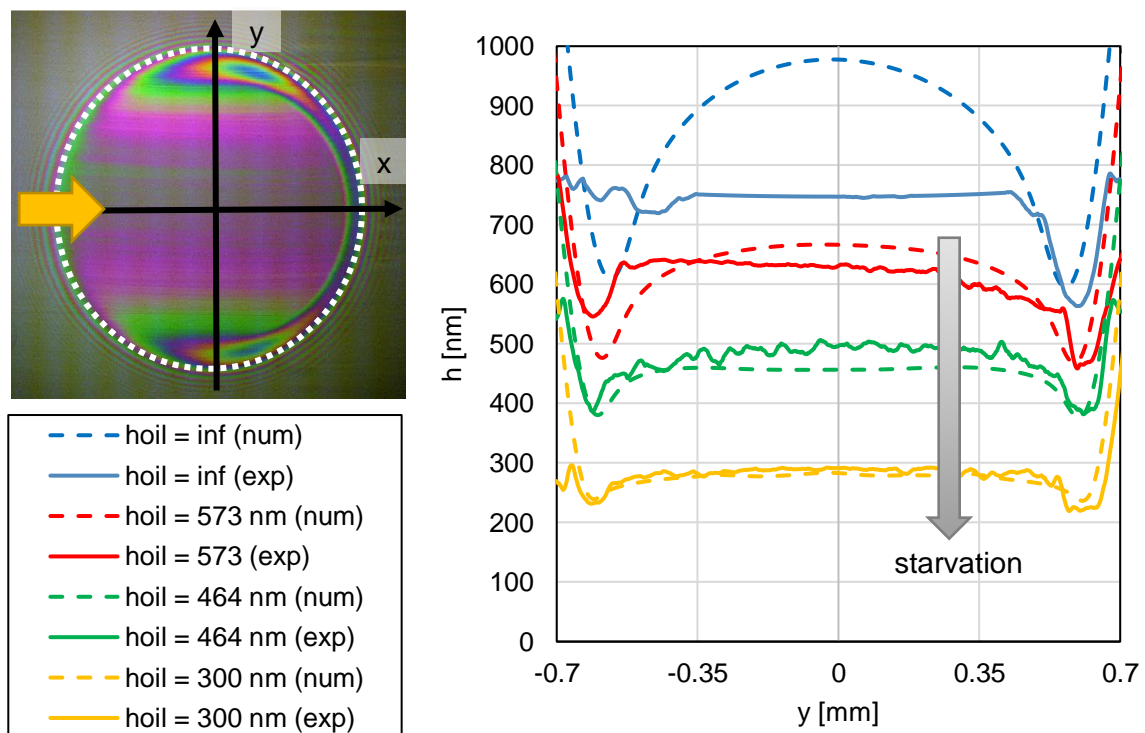 y
x
hoil = inf (num)
hoil = inf (exp)
hoil = 573 nm (num)
hoil = 573 (exp)
hoil = 464 nm (num)
hoil = 464 nm (exp)
hoil = 300 nm (num)
hoil = 300 nm (exp)
h [nm]
1000
900
800
700
600
500
400
300
200
100
0
starvation
-0.7
-0.35
0
0.35
0.7
y [mm]